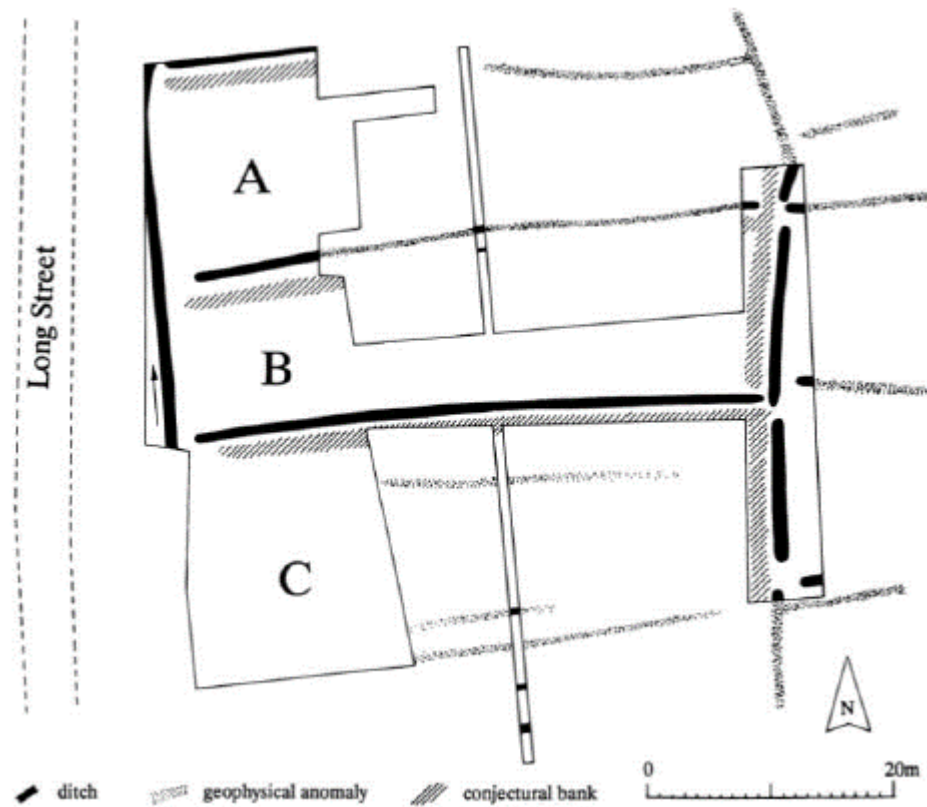 Long Street
A
B
C
N
0 20m
ditch geophysical anomaly conjectural bank